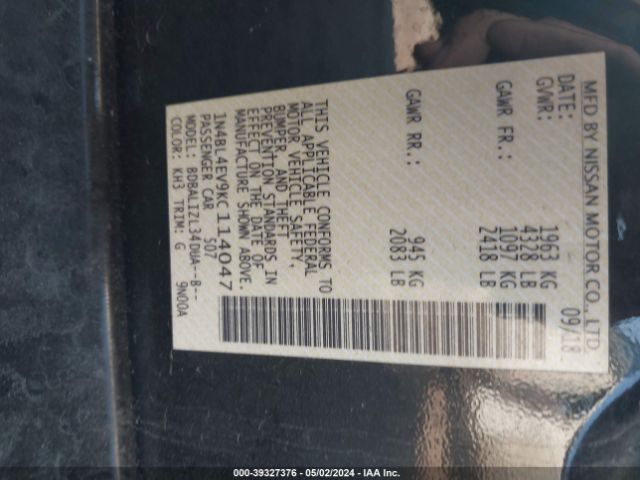 MFD BY NISSAN MOTOR CO., LTD.
DATE: 09/18
GVWR: 1963 KG
4328 LB
GAWR FR.: 1097 KG
2418 LB
GAWR RR.: 945 KG
2083 LB
THIS VEHICLE CONFORMS TO
ALL APPLICABLE FEDERAL
MOTOR VEHICLE SAFETY,
BUMPER, AND THEFT
PREVENTION STANDARDS IN
EFFECT ON THE DATE OF
MANUFACTURE SHOWN ABOVE.
1N4BL4EV9KC114047
PASSENGER CAR 5D7
MODEL: BDBALIZL34DUA--B--
COLOR: KH3 TRIM: G 9N00A
000-39327376 - 05/02/2024 - IAA Inc.